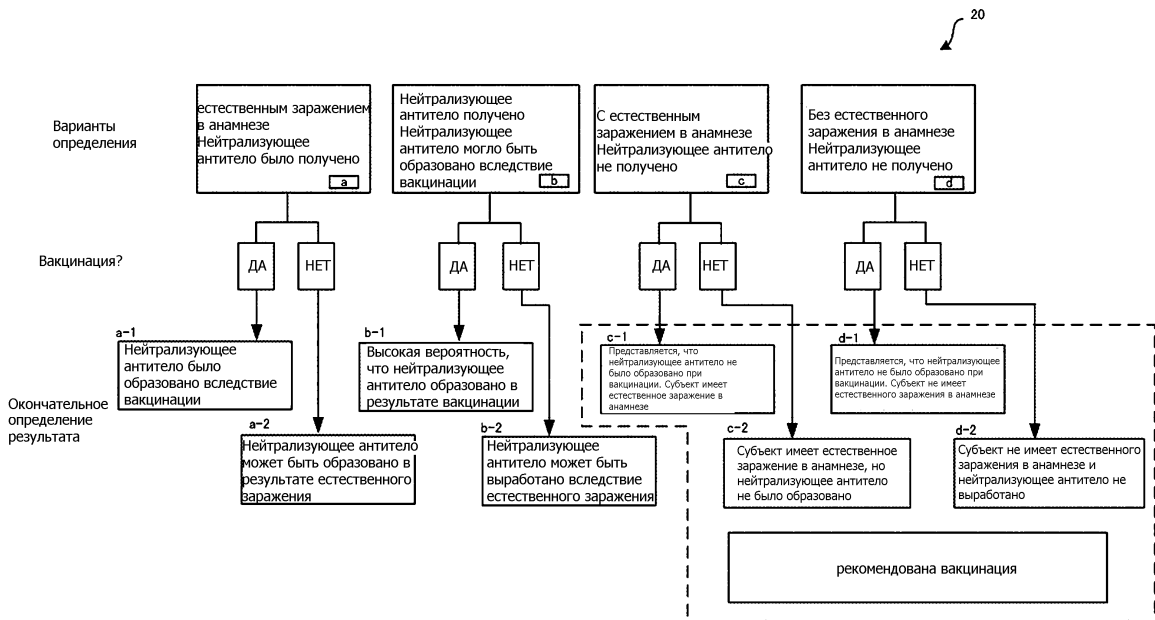 20
Варианты
определения
естественным заражением
в анамнезе
Нейтрализующее
антитело было получено
a
Нейтрализующее
антитело получено
Нейтрализующее
антитело могло быть
образовано вследствие
вакцинации
b
С естественным
заражением в анамнезе
Нейтрализующее антитело
не получено
c
Без естественного
заражения в анамнезе
Нейтрализующее
антитело не получено
d
Вакцинация?
ДА
НЕТ
ДА
НЕТ
ДА
НЕТ
ДА
НЕТ
Окончательное
определение
результата
a-1
Нейтрализующее
антитело было
образовано вследствие
вакцинации
a-2
Нейтрализующее антитело
может быть образовано в
результате естественного
заражения
b-1
Высокая вероятность,
что нейтрализующее
антитело образовано в
результате вакцинации
b-2
Нейтрализующее
антитело может быть
выработано вследствие
естественного заражения
c-1
Представляется, что
нейтрализующее антитело не
было образовано при
вакцинации. Субъект имеет
естественное заражение в
анамнезе
c-2
Субъект имеет естественное
заражение в анамнезе, но
нейтрализующее антитело
не было образовано
d-1
Представляется, что нейтрализующее
антитело не было образовано при
вакцинации. Субъект не имеет
естественного заражения в анамнезе
d-2
Субъект не имеет естественного
заражения в анамнезе и
нейтрализующее антитело не
выработано
рекомендована вакцинация